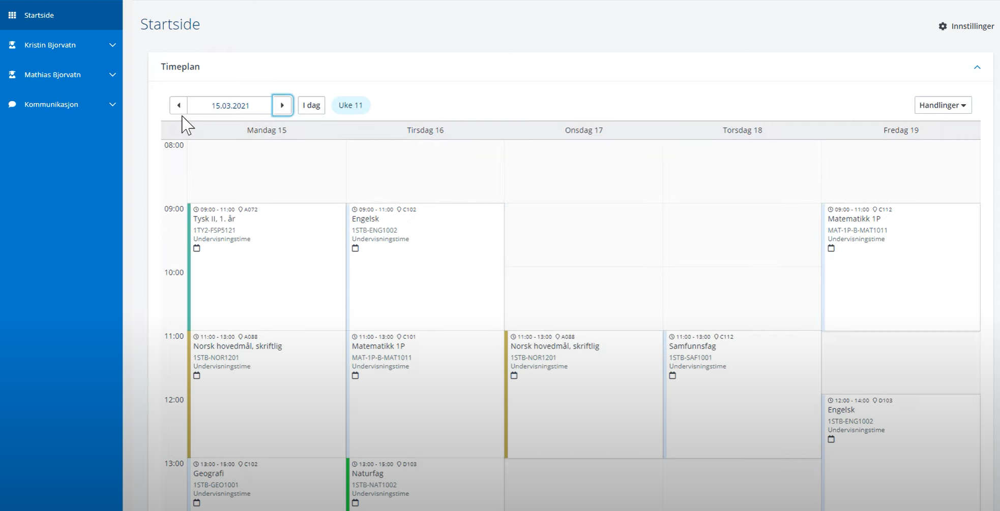 Startside
Kristin Bjorvatn
Mathias Bjorvatn
Kommunikasjon
Startside
Innstillinger
Timeplan
15.03.2021
I dag
Uke 11
Handlinger
Mandag 15
Tirsdag 16
Onsdag 17
Torsdag 18
Fredag 19
08:00
09:00
09:00 - 11:00 A072
Tysk II, 1. år
1TY2-FSP5121
Undervisningstime
09:00 - 11:00 C102
Engelsk
1STB-ENG1002
Undervisningstime
09:00 - 11:00 C112
Matematikk 1P
MAT-1P-B-MAT1011
Undervisningstime
10:00
11:00
11:00 - 13:00 A088
Norsk hovedmål, skriftlig
1STB-NOR1201
Undervisningstime
11:00 - 13:00 C101
Matematikk 1P
MAT-1P-B-MAT1011
Undervisningstime
11:00 - 13:00 A088
Norsk hovedmål, skriftlig
1STB-NOR1201
Undervisningstime
11:00 - 13:00 C112
Samfunnsfag
1STB-SAF1001
Undervisningstime
12:00
12:00 - 14:00 D103
Engelsk
1STB-ENG1002
Undervisningstime
13:00
13:00 - 15:00 C102
Geografi
1STB-GEO1001
Undervisningstime
13:00 - 15:00 D103
Naturfag
1STB-NAT1002
Undervisningstime